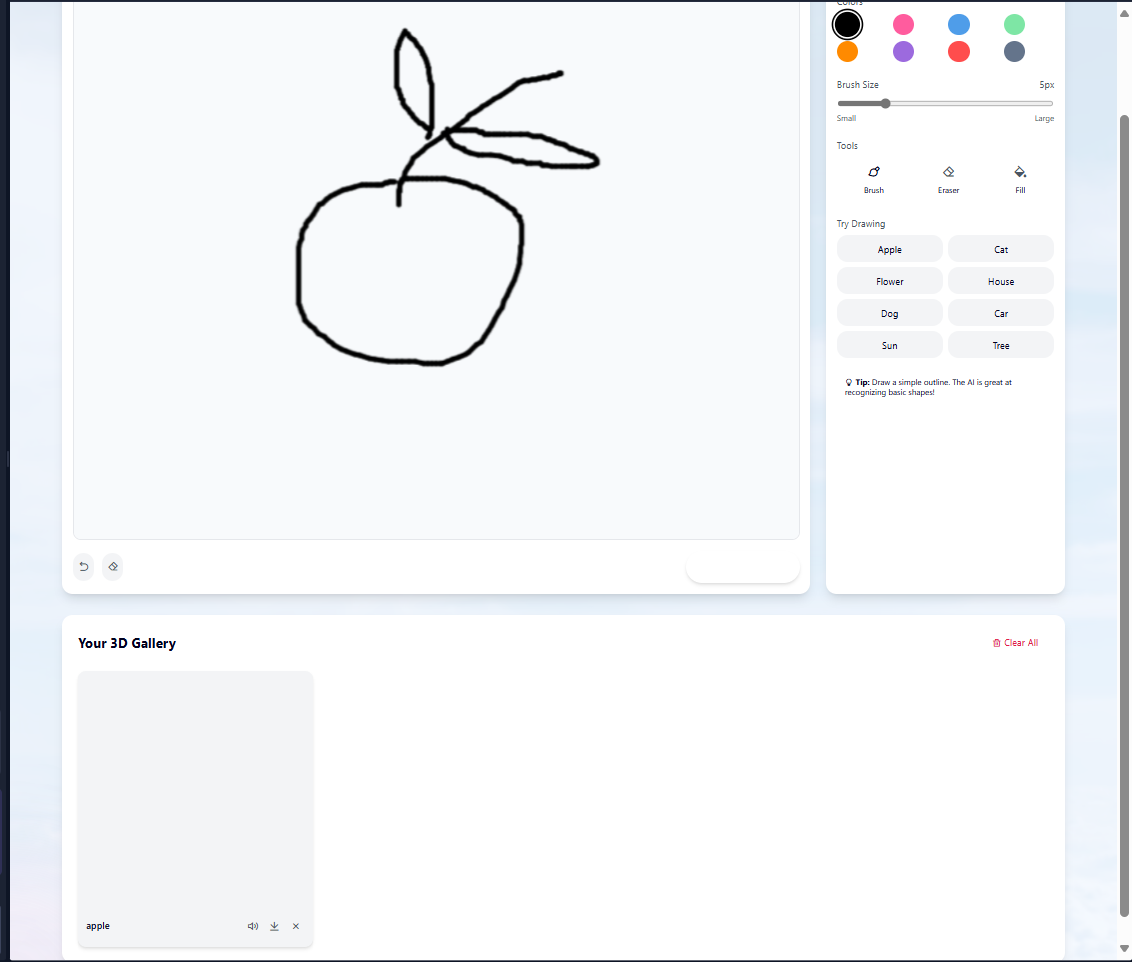 Colors
Brush Size 5px
Small Large
Tools
Brush Eraser Fill
Try Drawing
Apple Cat
Flower House
Dog Car
Sun Tree
Tip: Draw a simple outline. The AI is great at
recognizing basic shapes!
Your 3D Gallery Clear All
apple